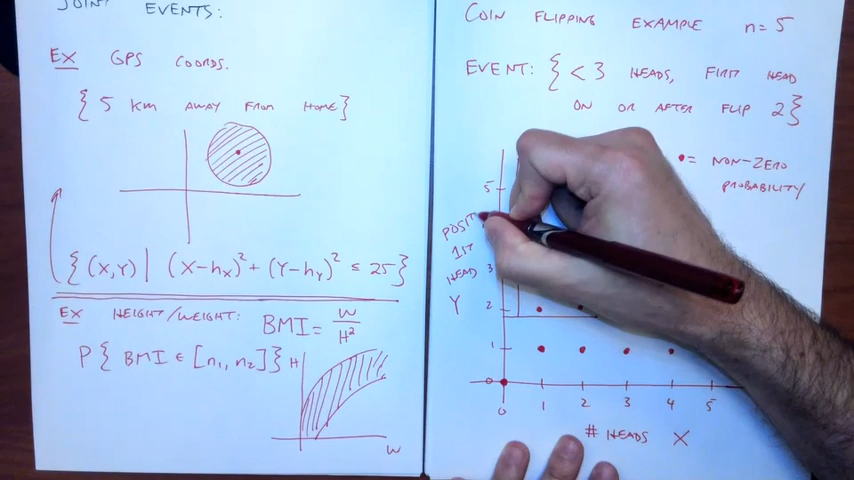 JOINT EVENTS:
EX GPS COORDS.
{ 5 KM AWAY FROM HOME }
{ (X,Y) | (X-hx)² + (Y-hy)² ≤ 25 }
EX HEIGHT/WEIGHT: BMI = W/H²
P{ BMI ∈ [n₁, n₂] }
H
W
COIN FLIPPING EXAMPLE n=5
EVENT: { < 3 HEADS, FIRST HEAD
ON OR AFTER FLIP 2 }
• = NON-ZERO
PROBABILITY
5
1ST
3
HEAD
Y
2
1
0
0 1 2 3 4 5
# HEADS X